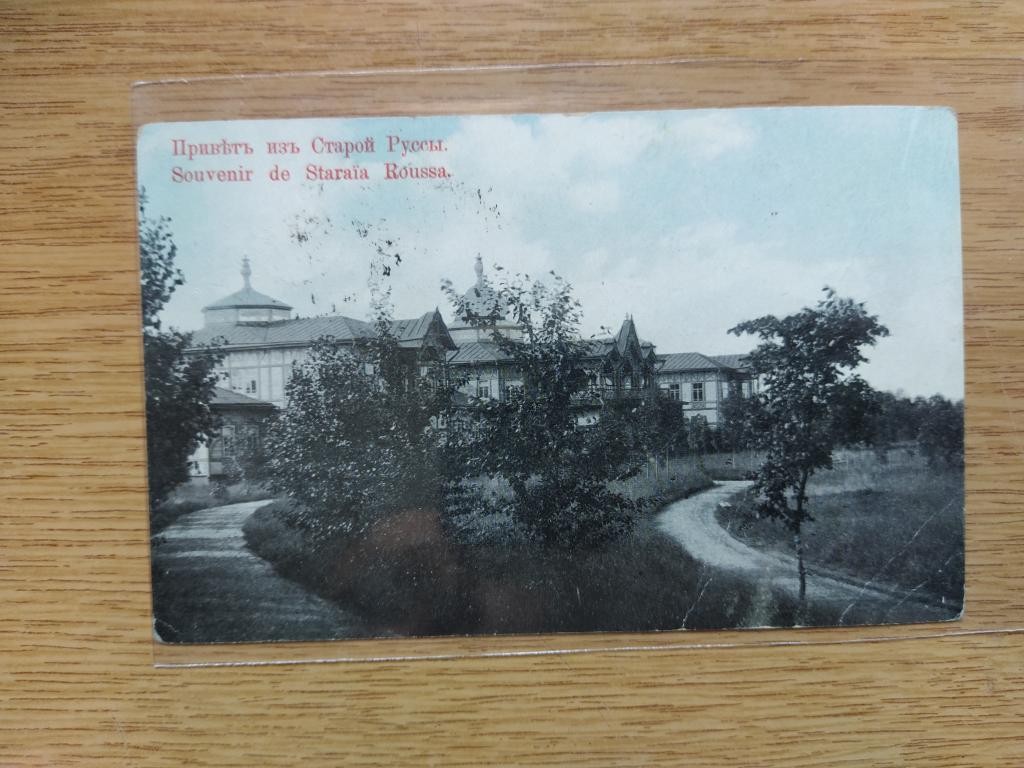 Привѣтъ изъ Старой Руссы.
Souvenir de Staraïa Roussa.